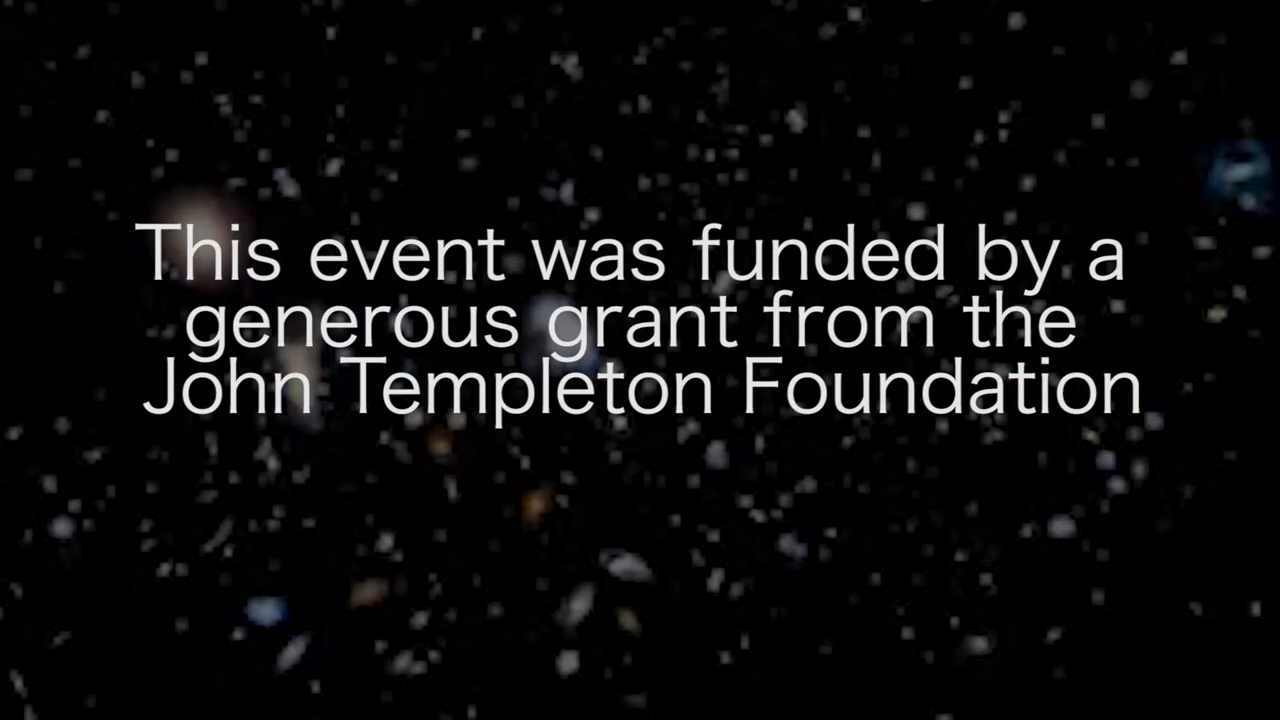 This event was funded by a
generous grant from the
John Templeton Foundation